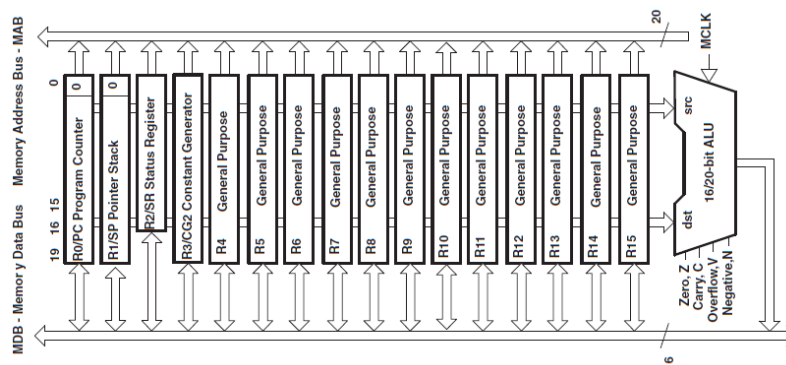 MDB - Memory Data Bus
Memory Address Bus - MAB
19 16 15
0
R0/PC Program Counter
0
R1/SP Pointer Stack
0
R2/SR Status Register
R3/CG2 Constant Generator
R4 General Purpose
R5 General Purpose
R6 General Purpose
R7 General Purpose
R8 General Purpose
R9 General Purpose
R10 General Purpose
R11 General Purpose
R12 General Purpose
R13 General Purpose
R14 General Purpose
R15 General Purpose
20
6
MCLK
Zero, Z
Carry, C
Overflow,V
Negative,N
dst
src
16/20-bit ALU